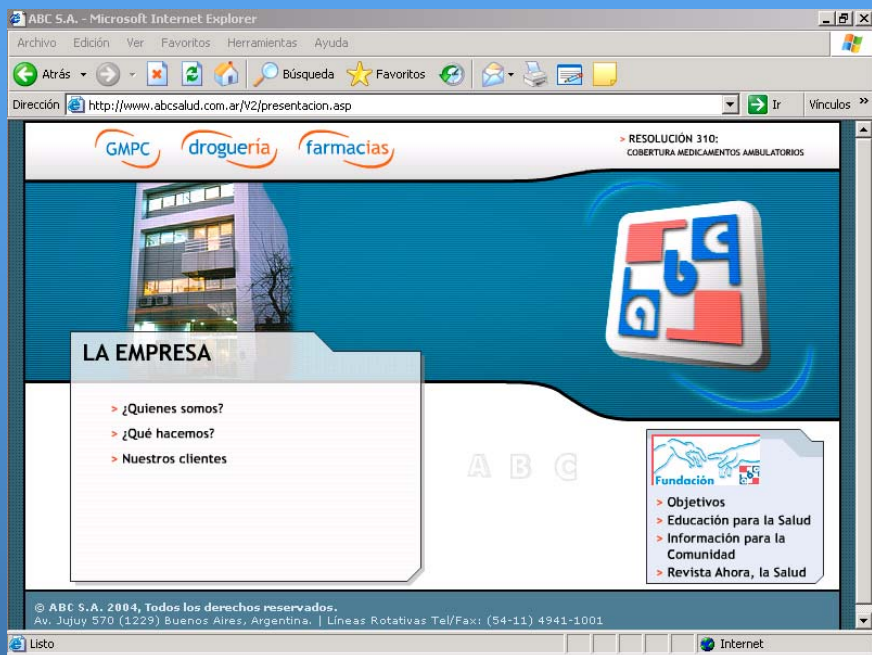 ABC S.A. - Microsoft Internet Explorer
Archivo Edición Ver Favoritos Herramientas Ayuda
Atrás Búsqueda Favoritos
Dirección http://www.abcsalud.com.ar/V2/presentacion.asp Ir Vínculos »
GMPC droguería farmacias
> RESOLUCIÓN 310:
COBERTURA MEDICAMENTOS AMBULATORIOS
abc
LA EMPRESA
> ¿Quienes somos?
> ¿Qué hacemos?
> Nuestros clientes
A B C
Fundación abc
> Objetivos
> Educación para la Salud
> Información para la
Comunidad
> Revista Ahora, la Salud
© ABC S.A. 2004, Todos los derechos reservados.
Av. Jujuy 570 (1229) Buenos Aires, Argentina. | Líneas Rotativas Tel/Fax: (54-11) 4941-1001
Listo Internet